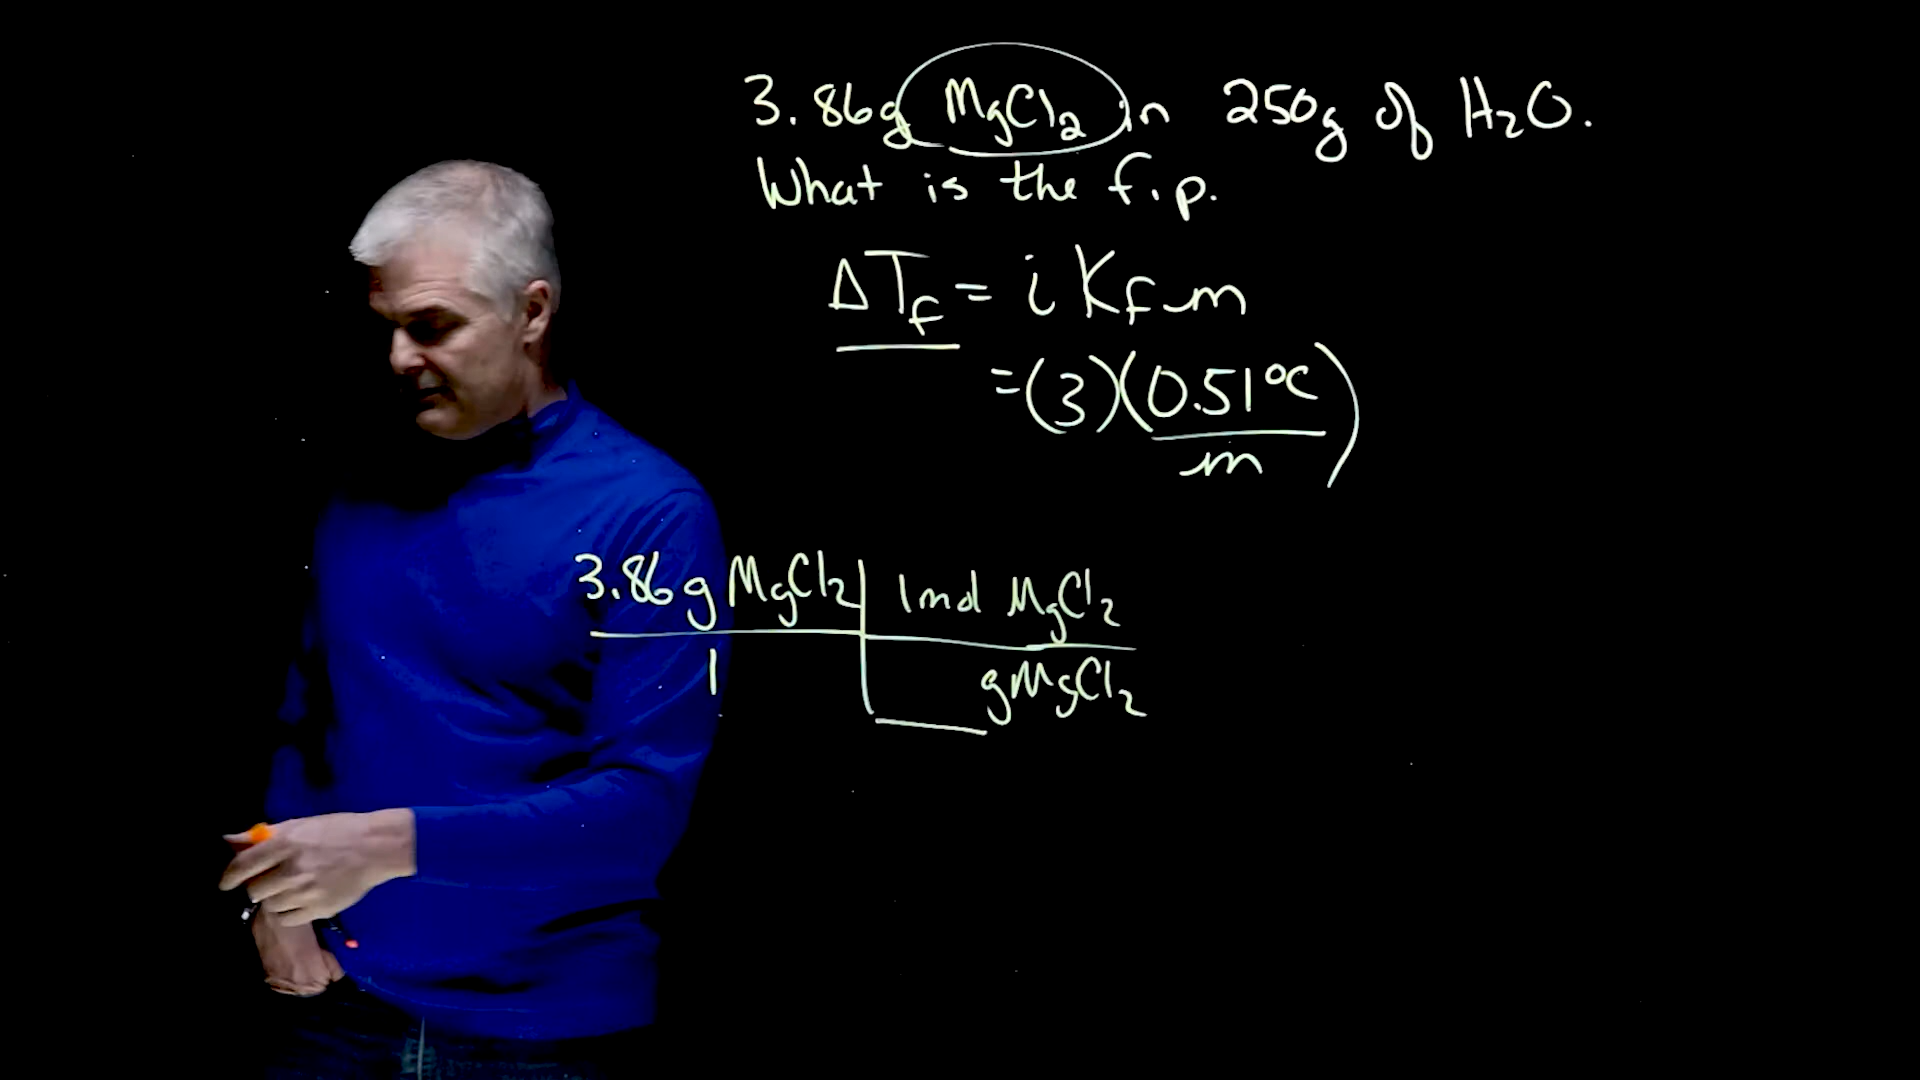 3.86g MgCl2 in 250g of H2O.
What is the f.p.
ΔTf = i Kf m
= (3)(0.51°C
m)
3.86g MgCl2 | 1mol MgCl2
1 | ___ gMgCl2